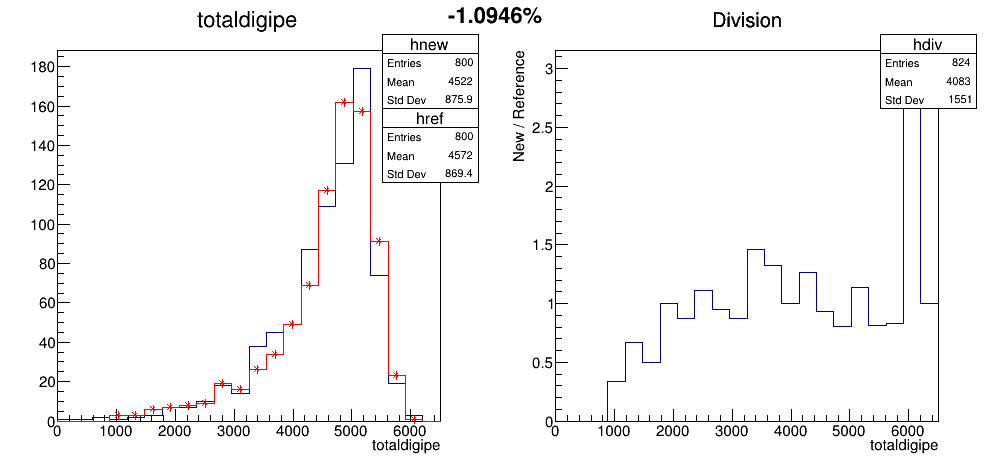 -1.0946%
totaldigipe
hnew
Entries 800
Mean 4522
Std Dev 875.9
href
Entries 800
Mean 4572
Std Dev 869.4
180
160
140
120
100
80
60
40
20
0
0 1000 2000 3000 4000 5000 6000
totaldigipe
Division
hdiv
Entries 824
Mean 4083
Std Dev 1551
New / Reference
3
2.5
2
1.5
1
0.5
0
0 1000 2000 3000 4000 5000 6000
totaldigipe